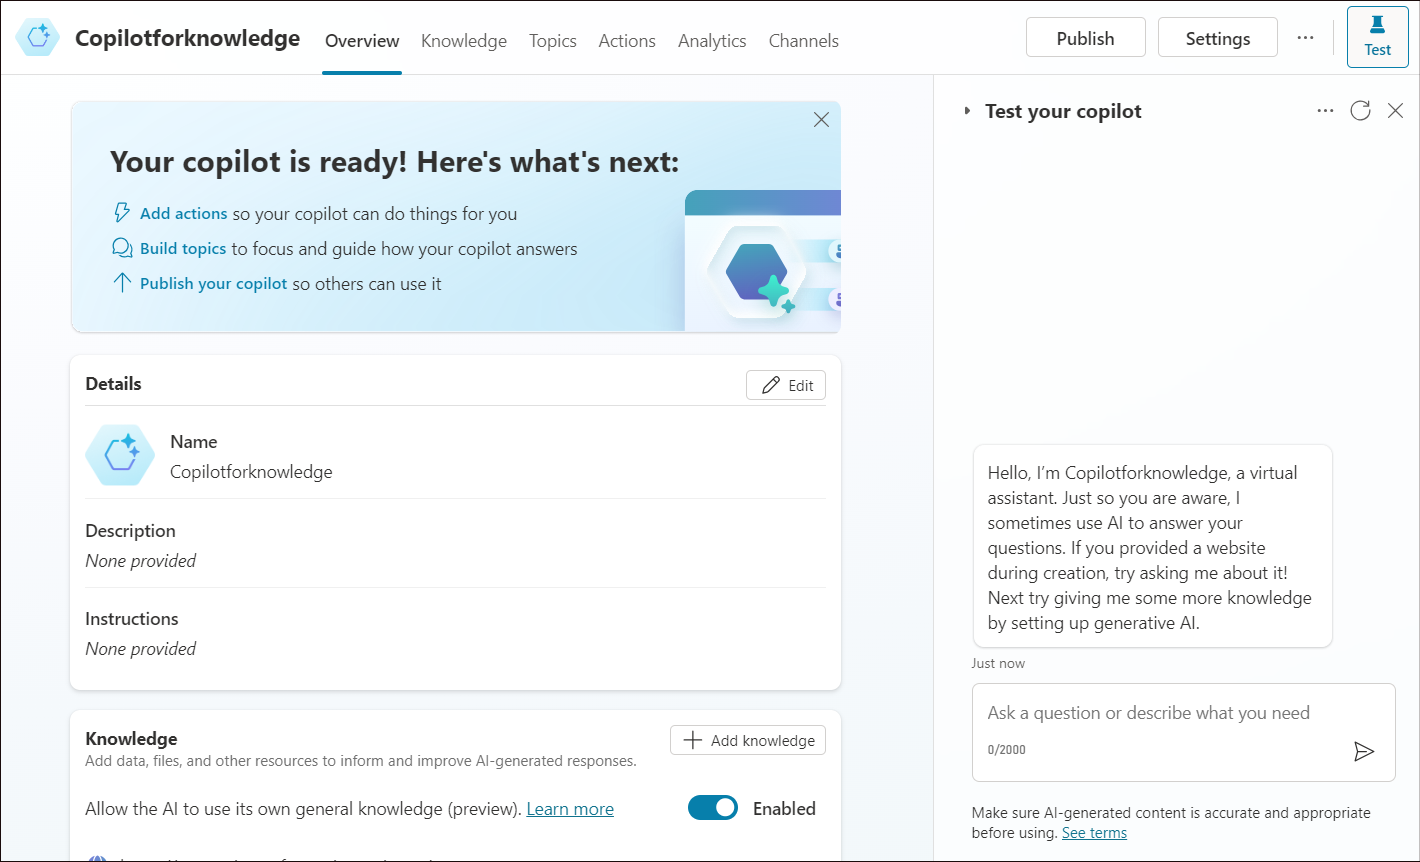 Copilotforknowledge
Overview
Knowledge
Topics
Actions
Analytics
Channels
Publish
Settings
Test
Your copilot is ready! Here's what's next:
Add actions so your copilot can do things for you
Build topics to focus and guide how your copilot answers
Publish your copilot so others can use it
Details
Edit
Name
Copilotforknowledge
Description
None provided
Instructions
None provided
Knowledge
Add knowledge
Add data, files, and other resources to inform and improve AI-generated responses.
Allow the AI to use its own general knowledge (preview). Learn more
Enabled
Test your copilot
Hello, I’m Copilotforknowledge, a virtual
assistant. Just so you are aware, I
sometimes use AI to answer your
questions. If you provided a website
during creation, try asking me about it!
Next try giving me some more knowledge
by setting up generative AI.
Just now
Ask a question or describe what you need
0/2000
Make sure AI-generated content is accurate and appropriate
before using. See terms